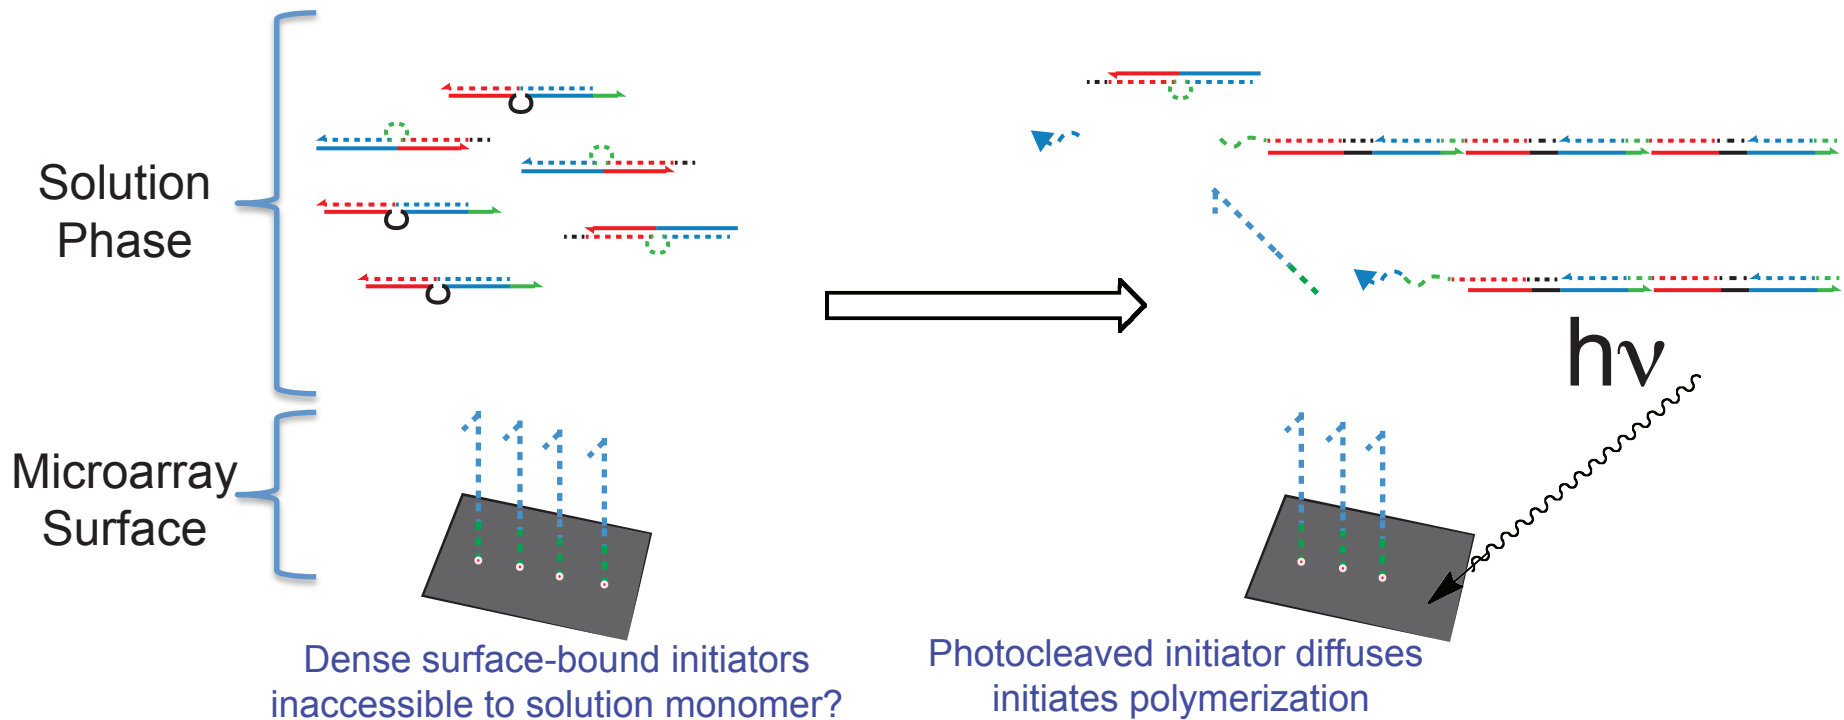 Solution
Phase
hν
Microarray
Surface
Dense surface-bound initiators
inaccessible to solution monomer?
Photocleaved initiator diffuses
initiates polymerization